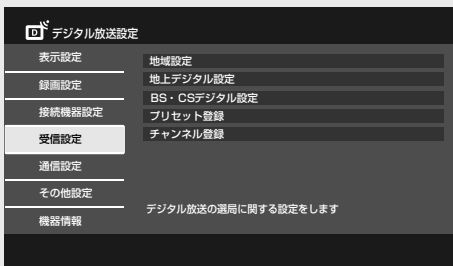 D デジタル放送設定
表示設定
録画設定
接続機器設定
受信設定
通信設定
その他設定
機器情報
地域設定
地上デジタル設定
BS・CSデジタル設定
プリセット登録
チャンネル登録
デジタル放送の選局に関する設定をします